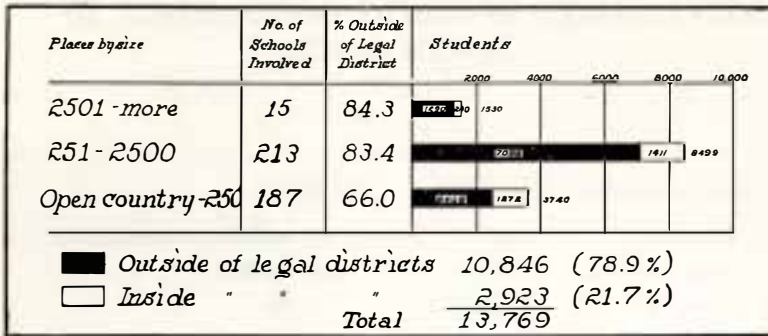 Places by size
No. of Schools Involved
% Outside of Legal District
Students
2000 4000 6000 8000 10,000
2501 - more 15 84.3 1530
251 - 2500 213 83.4 1411 8499
Open country - 250 187 66.0 1272 3740
Outside of legal districts 10,846 (78.9%)
Inside " " " 2,923 (21.7%)
Total 13,769